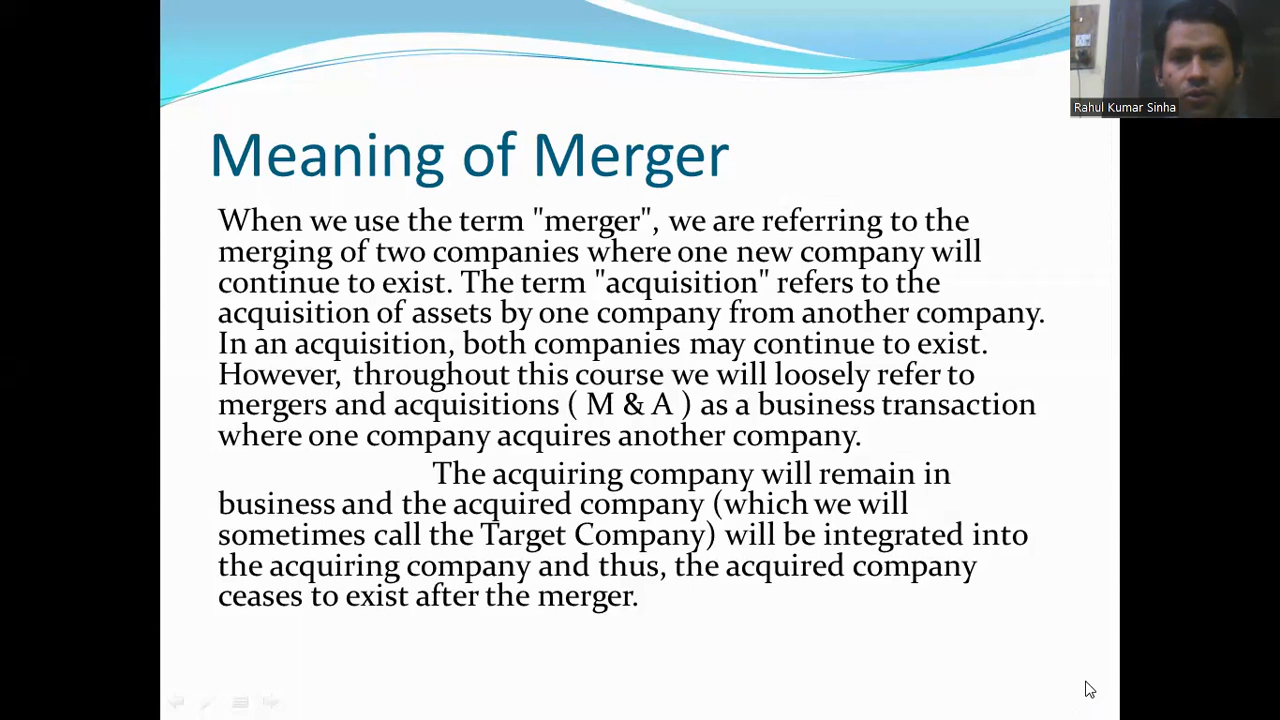 Rahul Kumar Sinha
Meaning of Merger
When we use the term "merger", we are referring to the
merging of two companies where one new company will
continue to exist. The term "acquisition" refers to the
acquisition of assets by one company from another company.
In an acquisition, both companies may continue to exist.
However, throughout this course we will loosely refer to
mergers and acquisitions ( M & A ) as a business transaction
where one company acquires another company.
The acquiring company will remain in
business and the acquired company (which we will
sometimes call the Target Company) will be integrated into
the acquiring company and thus, the acquired company
ceases to exist after the merger.